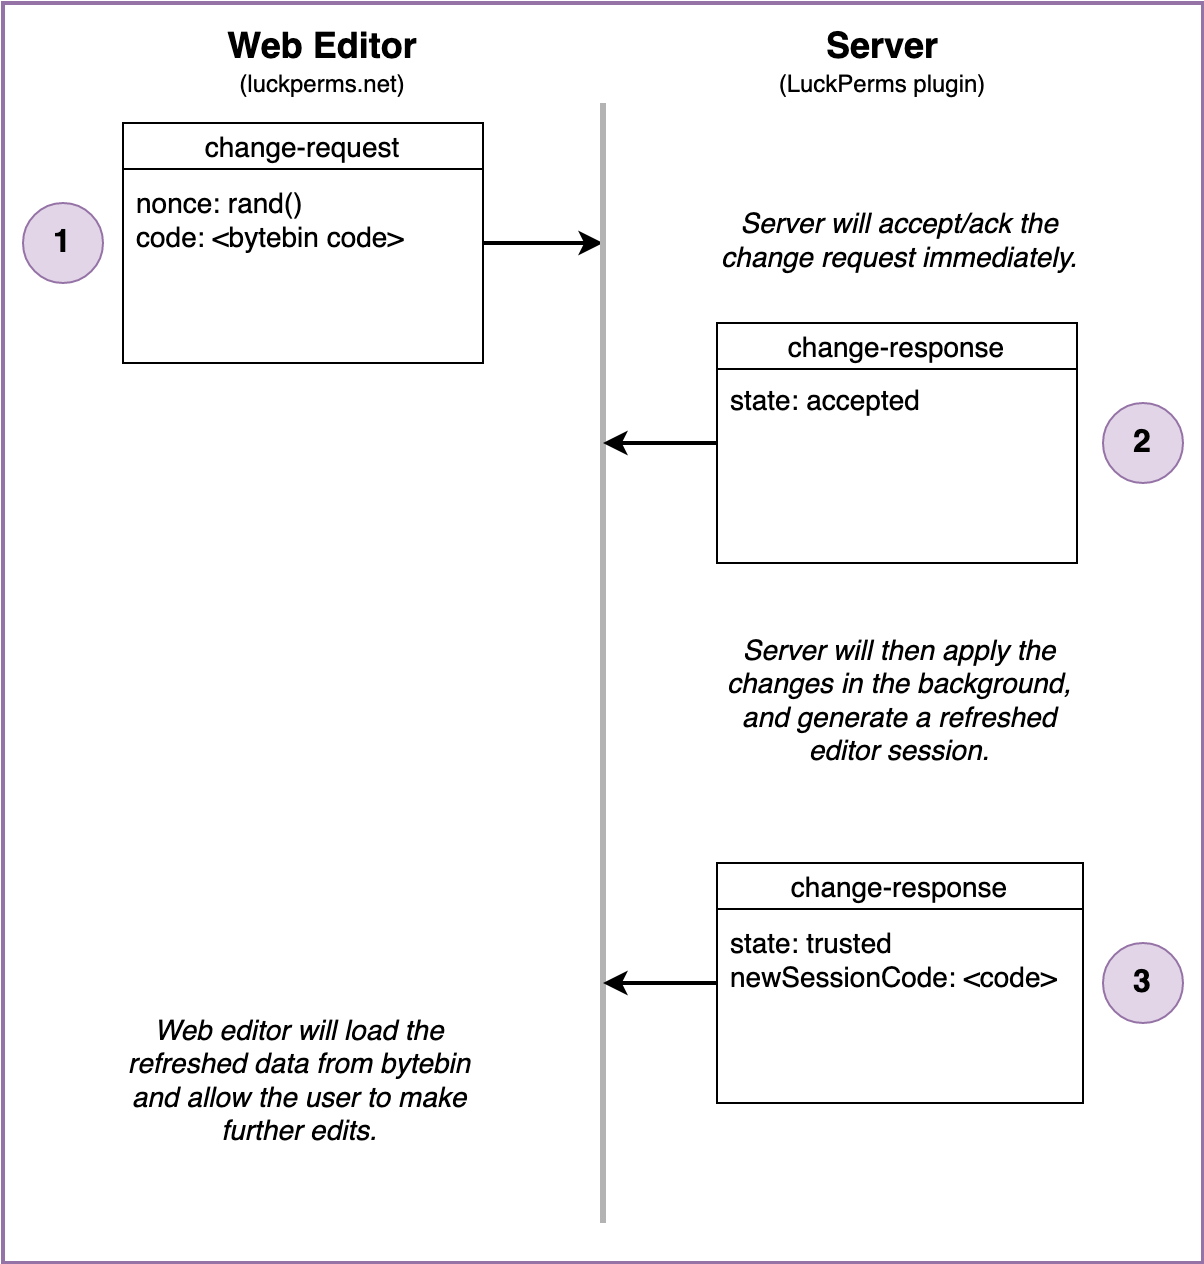 Web Editor
(luckperms.net)
Server
(LuckPerms plugin)
change-request
nonce: rand()
code: <bytebin code>
1
Server will accept/ack the
change request immediately.
change-response
state: accepted
2
Server will then apply the
changes in the background,
and generate a refreshed
editor session.
change-response
state: trusted
newSessionCode: <code>
3
Web editor will load the
refreshed data from bytebin
and allow the user to make
further edits.